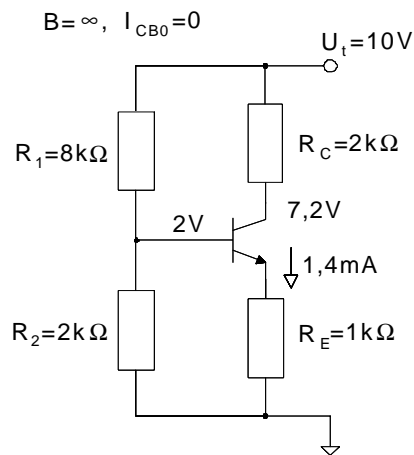 B=∞, I_CB0=0
U_t=10V
R_1=8kΩ
R_C=2kΩ
2V
7,2V
1,4mA
R_2=2kΩ
R_E=1kΩ